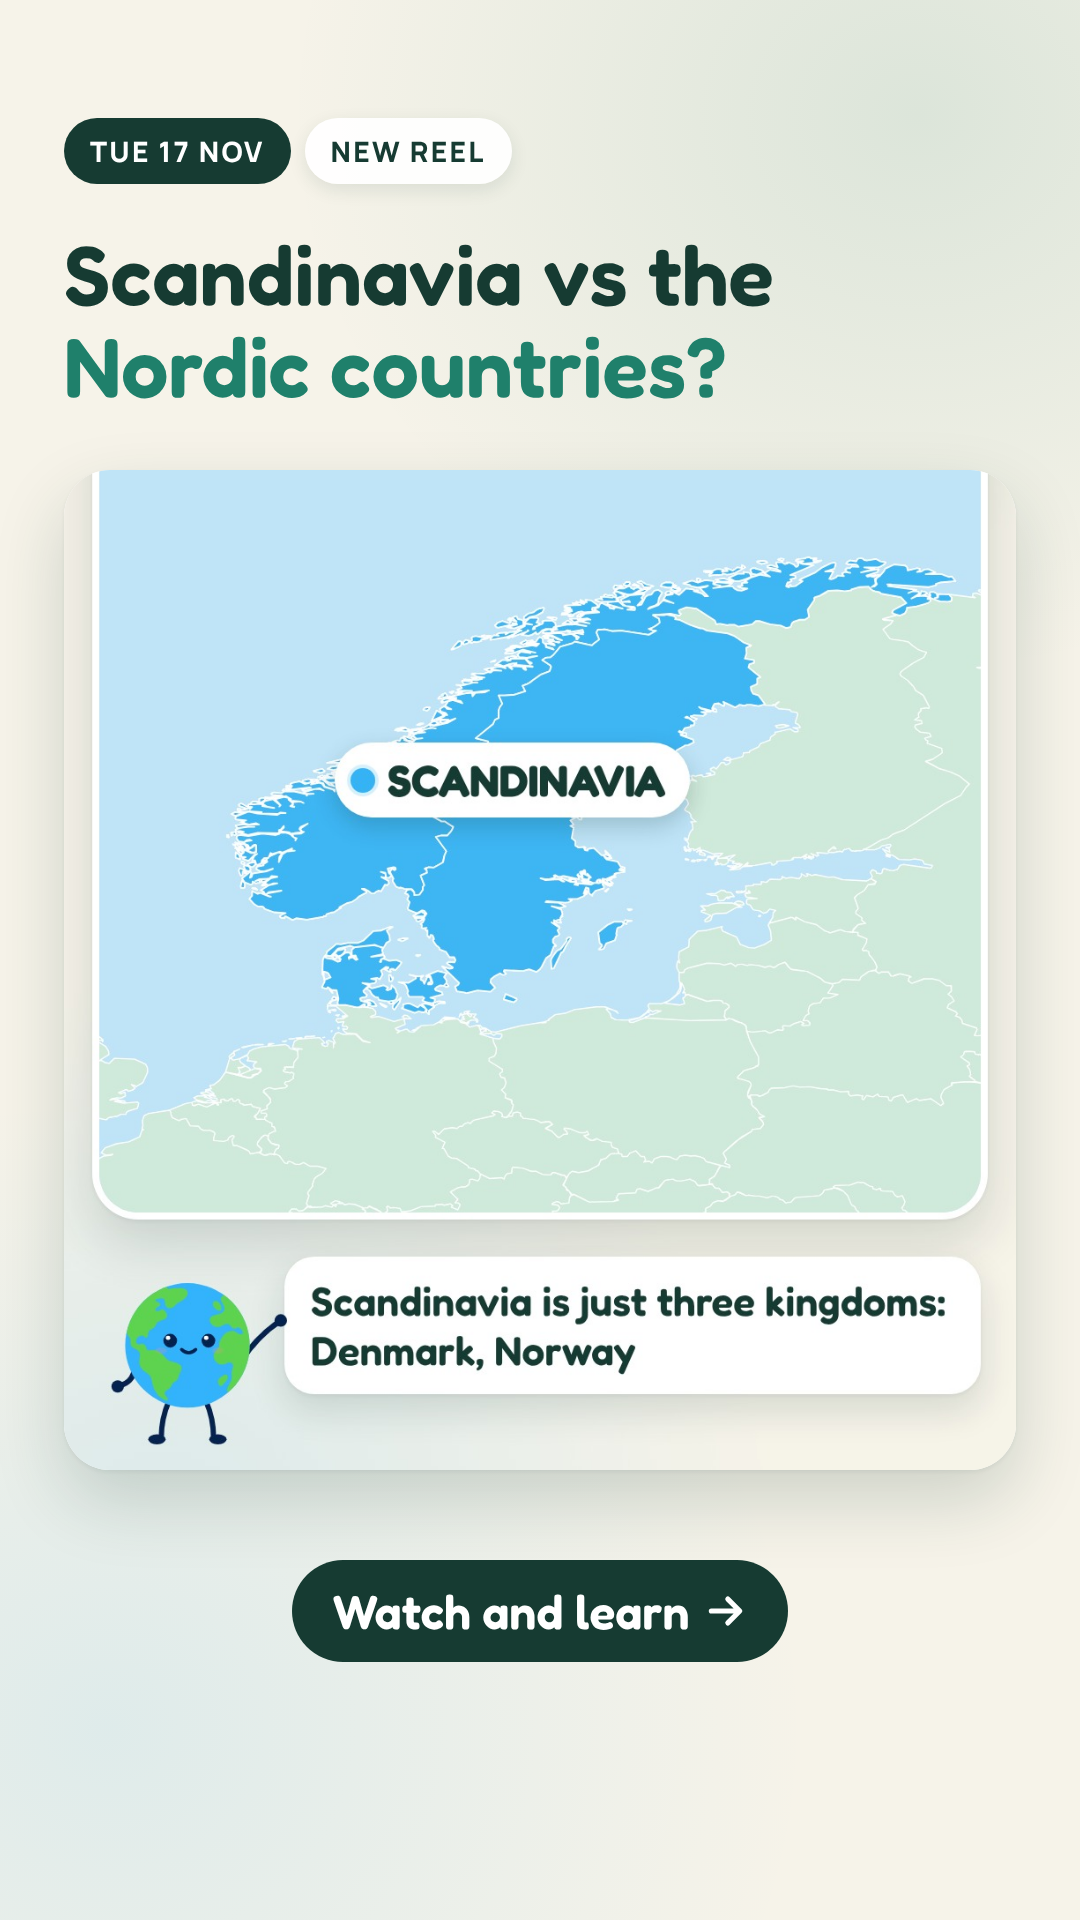 TUE 17 NOV
NEW REEL
Scandinavia vs the
Nordic countries?
SCANDINAVIA
Scandinavia is just three kingdoms:
Denmark, Norway
Watch and learn →